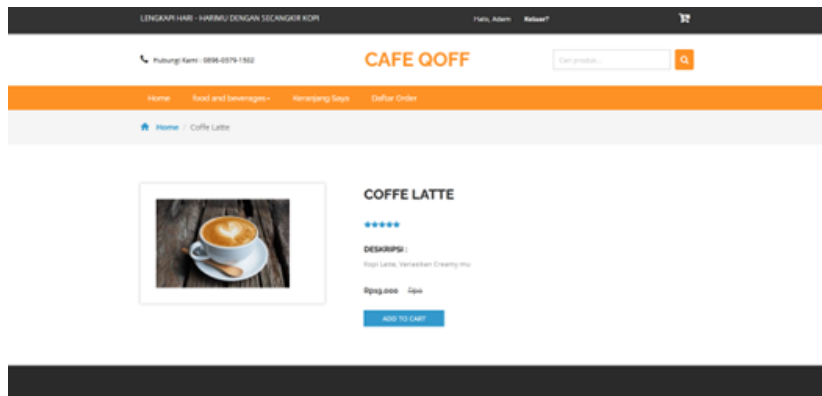 LENGKAPI HARI - HARIMU DENGAN SECANGKIR KOPI
Halo, Adam Keluar?
Hubungi Kami : 0896-0379-1502
CAFE QOFF
Cari produk...
Home food and beverages Keranjang Saya Daftar Order
Home / Coffe Latte
COFFE LATTE
DESKRIPSI :
Kopi Latte, Creamy mu
Rp19.000 Rp0
ADD TO CART